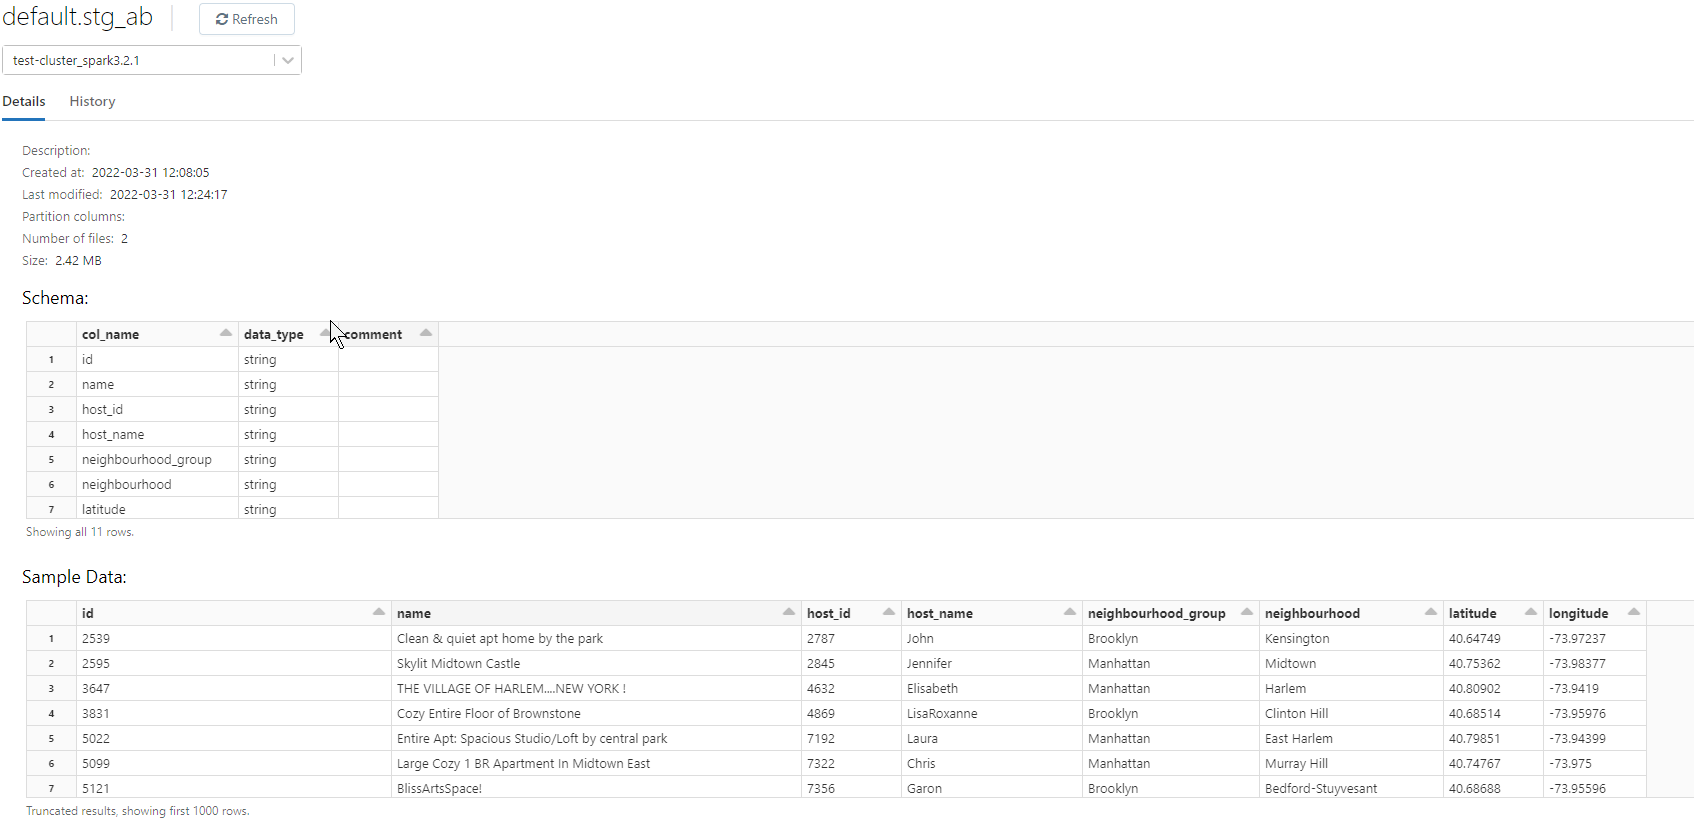 default.stg_ab
Refresh
test-cluster_spark3.2.1
Details History
Description:
Created at: 2022-03-31 12:08:05
Last modified: 2022-03-31 12:24:17
Partition columns:
Number of files: 2
Size: 2.42 MB
Schema:
col_name data_type comment
1 id string
2 name string
3 host_id string
4 host_name string
5 neighbourhood_group string
6 neighbourhood string
7 latitude string
Showing all 11 rows.
Sample Data:
id name host_id host_name neighbourhood_group neighbourhood latitude longitude
1 2539 Clean & quiet apt home by the park 2787 John Brooklyn Kensington 40.64749 -73.97237
2 2595 Skylit Midtown Castle 2845 Jennifer Manhattan Midtown 40.75362 -73.98377
3 3647 THE VILLAGE OF HARLEM....NEW YORK ! 4632 Elisabeth Manhattan Harlem 40.80902 -73.9419
4 3831 Cozy Entire Floor of Brownstone 4869 LisaRoxanne Brooklyn Clinton Hill 40.68514 -73.95976
5 5022 Entire Apt: Spacious Studio/Loft by central park 7192 Laura Manhattan East Harlem 40.79851 -73.94399
6 5099 Large Cozy 1 BR Apartment In Midtown East 7322 Chris Manhattan Murray Hill 40.74767 -73.975
7 5121 BlissArtsSpace! 7356 Garon Brooklyn Bedford-Stuyvesant 40.68688 -73.95596
Truncated results, showing first 1000 rows.